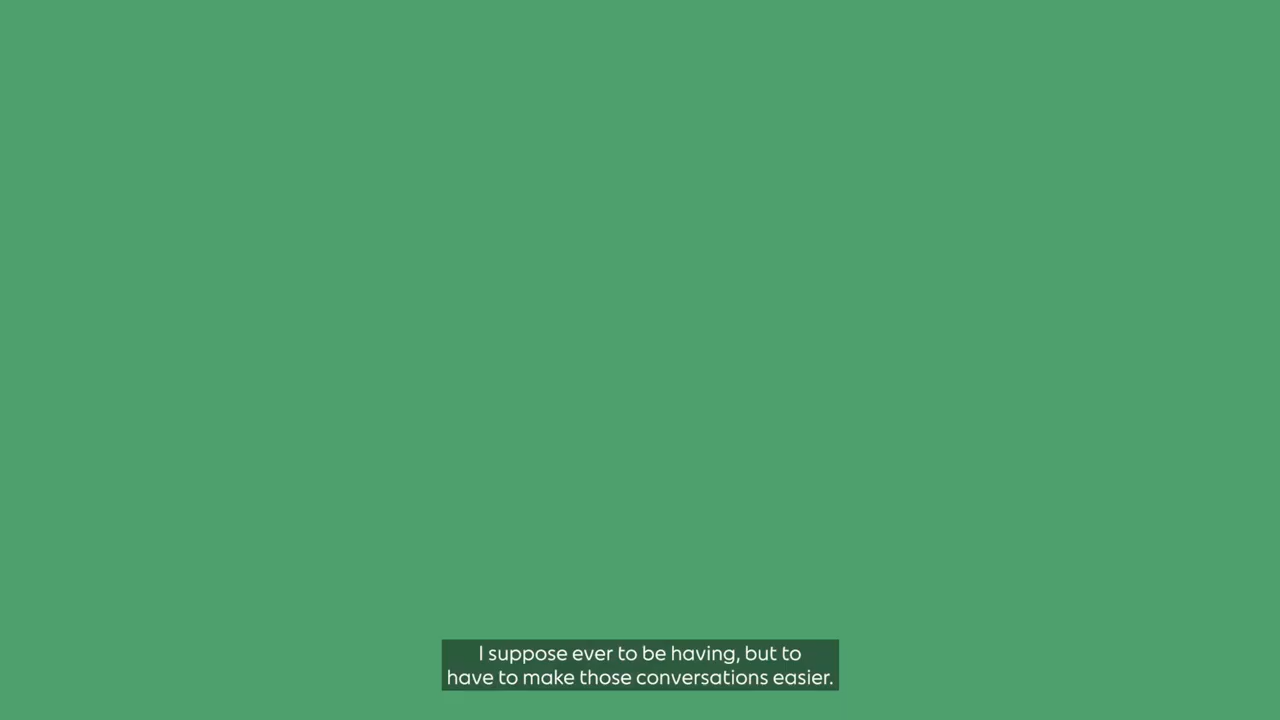 I suppose ever to be having, but to
have to make those conversations easier.